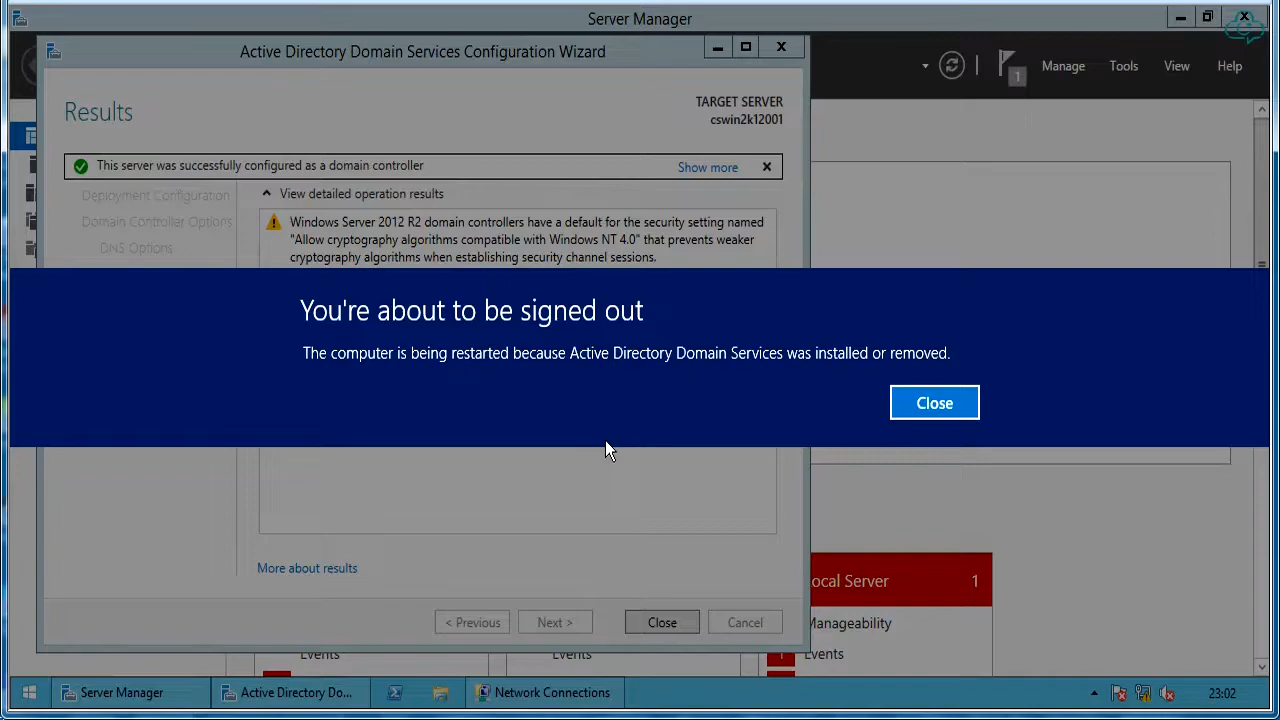 Server Manager
Active Directory Domain Services Configuration Wizard
1
Manage
Tools
View
Help
Results
TARGET SERVER
cswin2k12001
This server was successfully configured as a domain controller
Show more
Deployment Configuration
Domain Controller Options
DNS Options
View detailed operation results
Windows Server 2012 R2 domain controllers have a default for the security setting named
"Allow cryptography algorithms compatible with Windows NT 4.0" that prevents weaker
cryptography algorithms when establishing security channel sessions.
You're about to be signed out
The computer is being restarted because Active Directory Domain Services was installed or removed.
Close
More about results
< Previous
Next >
Close
Cancel
ocal Server
1
Manageability
Events
Events
1
Events
Server Manager
Active Directory Do...
Network Connections
23:02